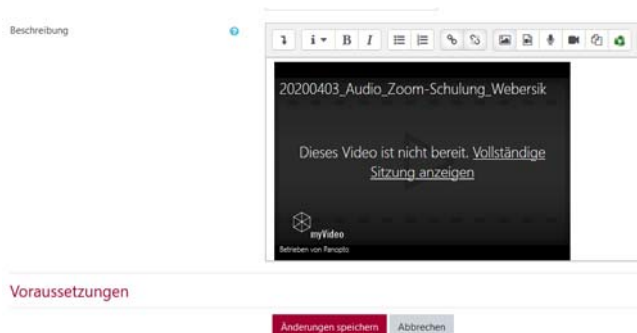 Beschreibung
B I
20200403_Audio_Zoom-Schulung_Webersik
Dieses Video ist nicht bereit. Vollständige
Sitzung anzeigen
myVideo
Betrieben von Panopto
Voraussetzungen
Änderungen speichern Abbrechen